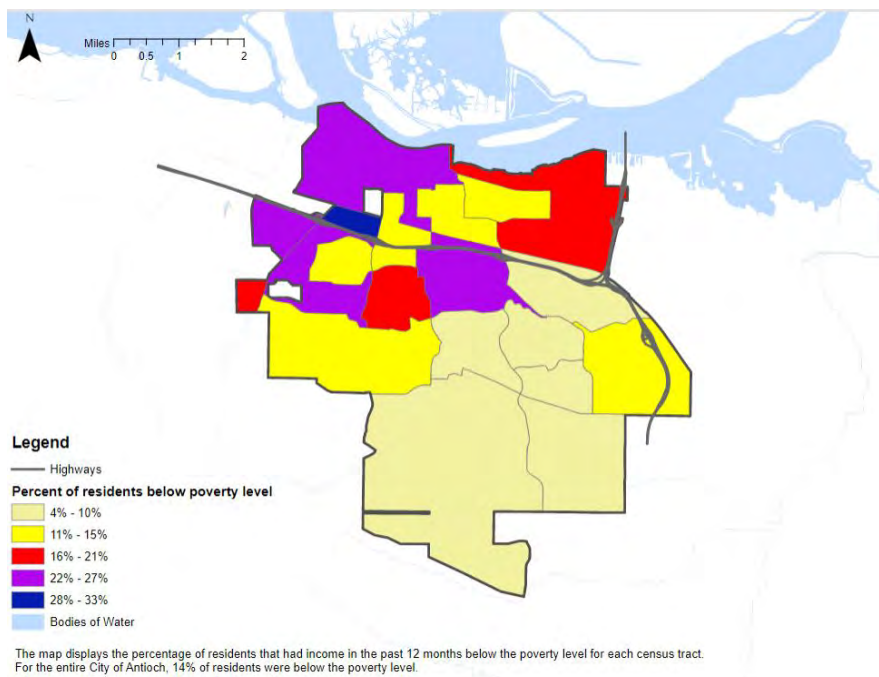 N
Miles
0 0.5 1 2
Legend
Highways
Percent of residents below poverty level
4% - 10%
11% - 15%
16% - 21%
22% - 27%
28% - 33%
Bodies of Water
The map displays the percentage of residents that had income in the past 12 months below the poverty level for each census tract.
For the entire City of Antioch, 14% of residents were below the poverty level.